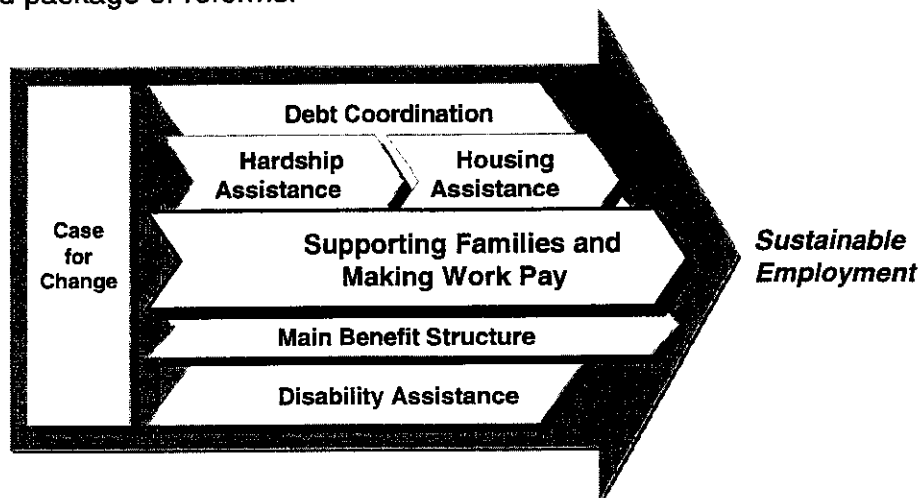 package of reforms.
Debt Coordination
Hardship
Assistance
Housing
Assistance
Case
for
Change
Supporting Families and
Making Work Pay
Sustainable
Employment
Main Benefit Structure
Disability Assistance